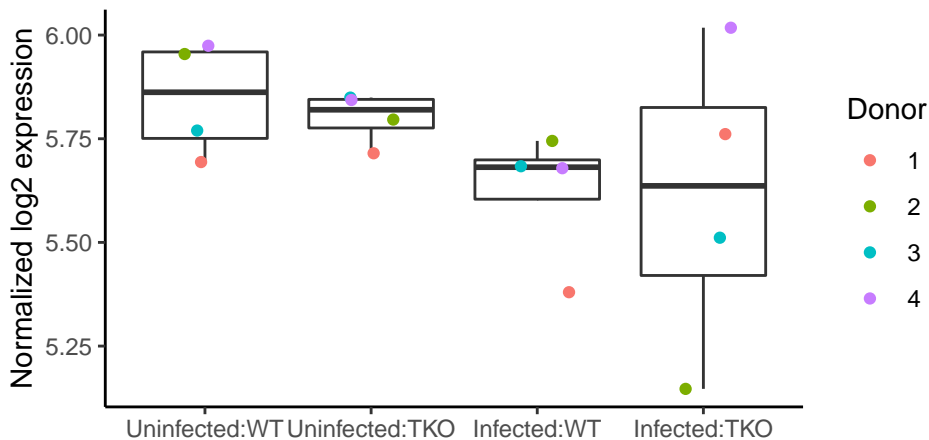 Normalized log2 expression
6.00
5.75
5.50
5.25
Uninfected:WT Uninfected:TKO Infected:WT Infected:TKO
Donor
1
2
3
4